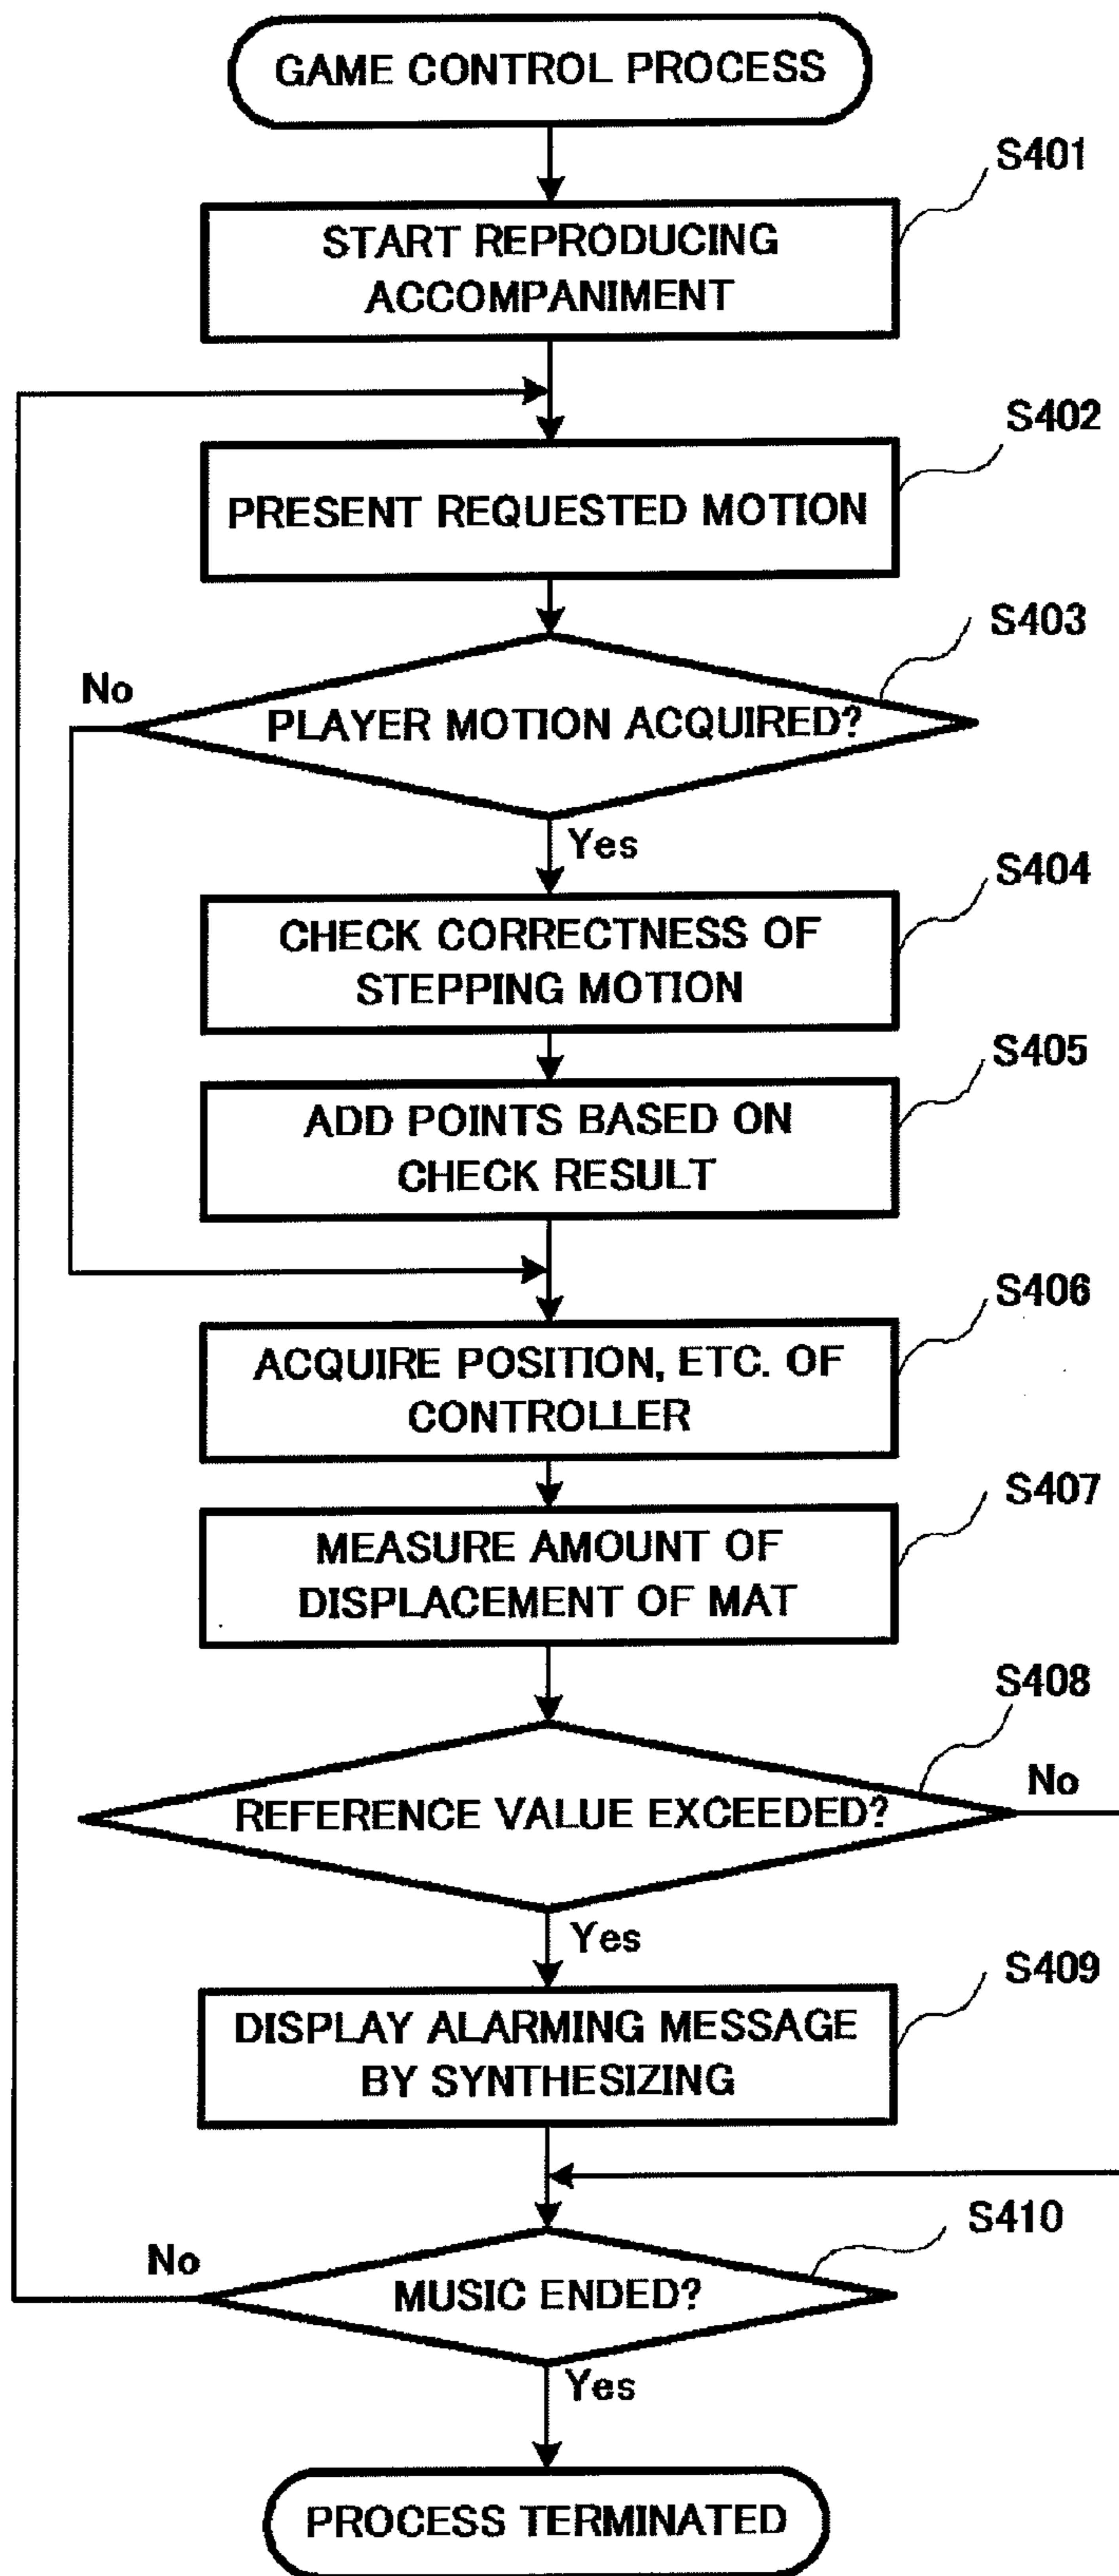 GAME CONTROL PROCESS
S401
START REPRODUCING
ACCOMPANIMENT
S402
PRESENT REQUESTED MOTION
S403
No
PLAYER MOTION ACQUIRED?
Yes
S404
CHECK CORRECTNESS OF
STEPPING MOTION
S405
ADD POINTS BASED ON
CHECK RESULT
S406
ACQUIRE POSITION, ETC. OF
CONTROLLER
S407
MEASURE AMOUNT OF
DISPLACEMENT OF MAT
S408
No
REFERENCE VALUE EXCEEDED?
Yes
S409
DISPLAY ALARMING MESSAGE
BY SYNTHESIZING
S410
No
MUSIC ENDED?
Yes
PROCESS TERMINATED